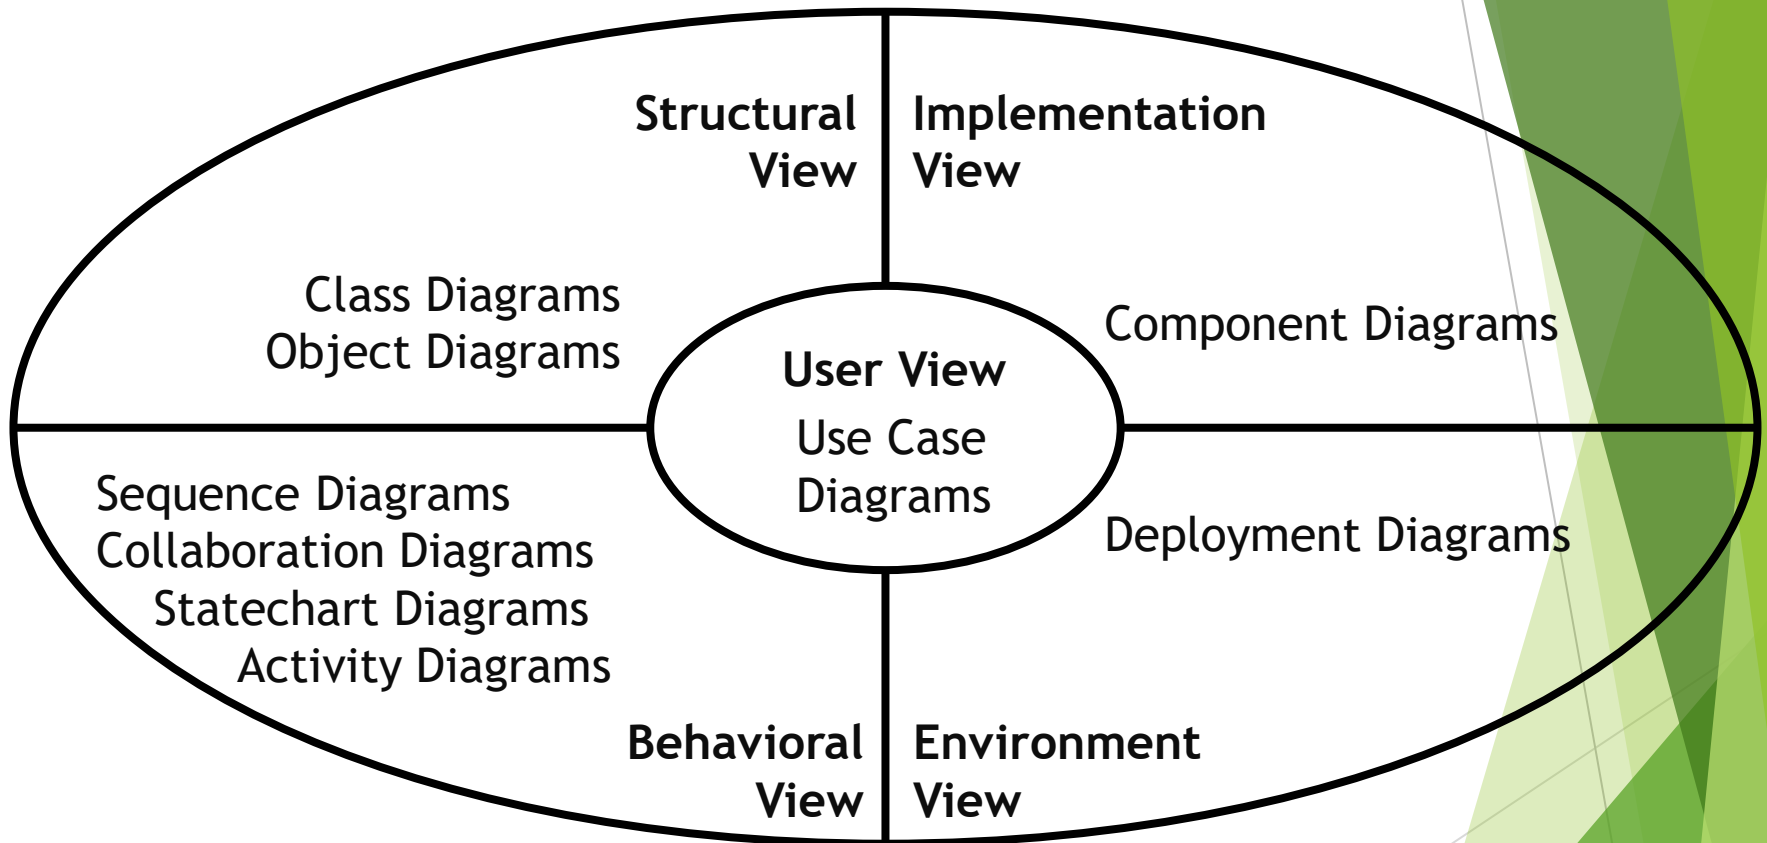 Structural
View
Implementation
View
Class Diagrams
Object Diagrams
Component Diagrams
User View
Use Case
Diagrams
Sequence Diagrams
Collaboration Diagrams
Statechart Diagrams
Activity Diagrams
Deployment Diagrams
Behavioral
View
Environment
View